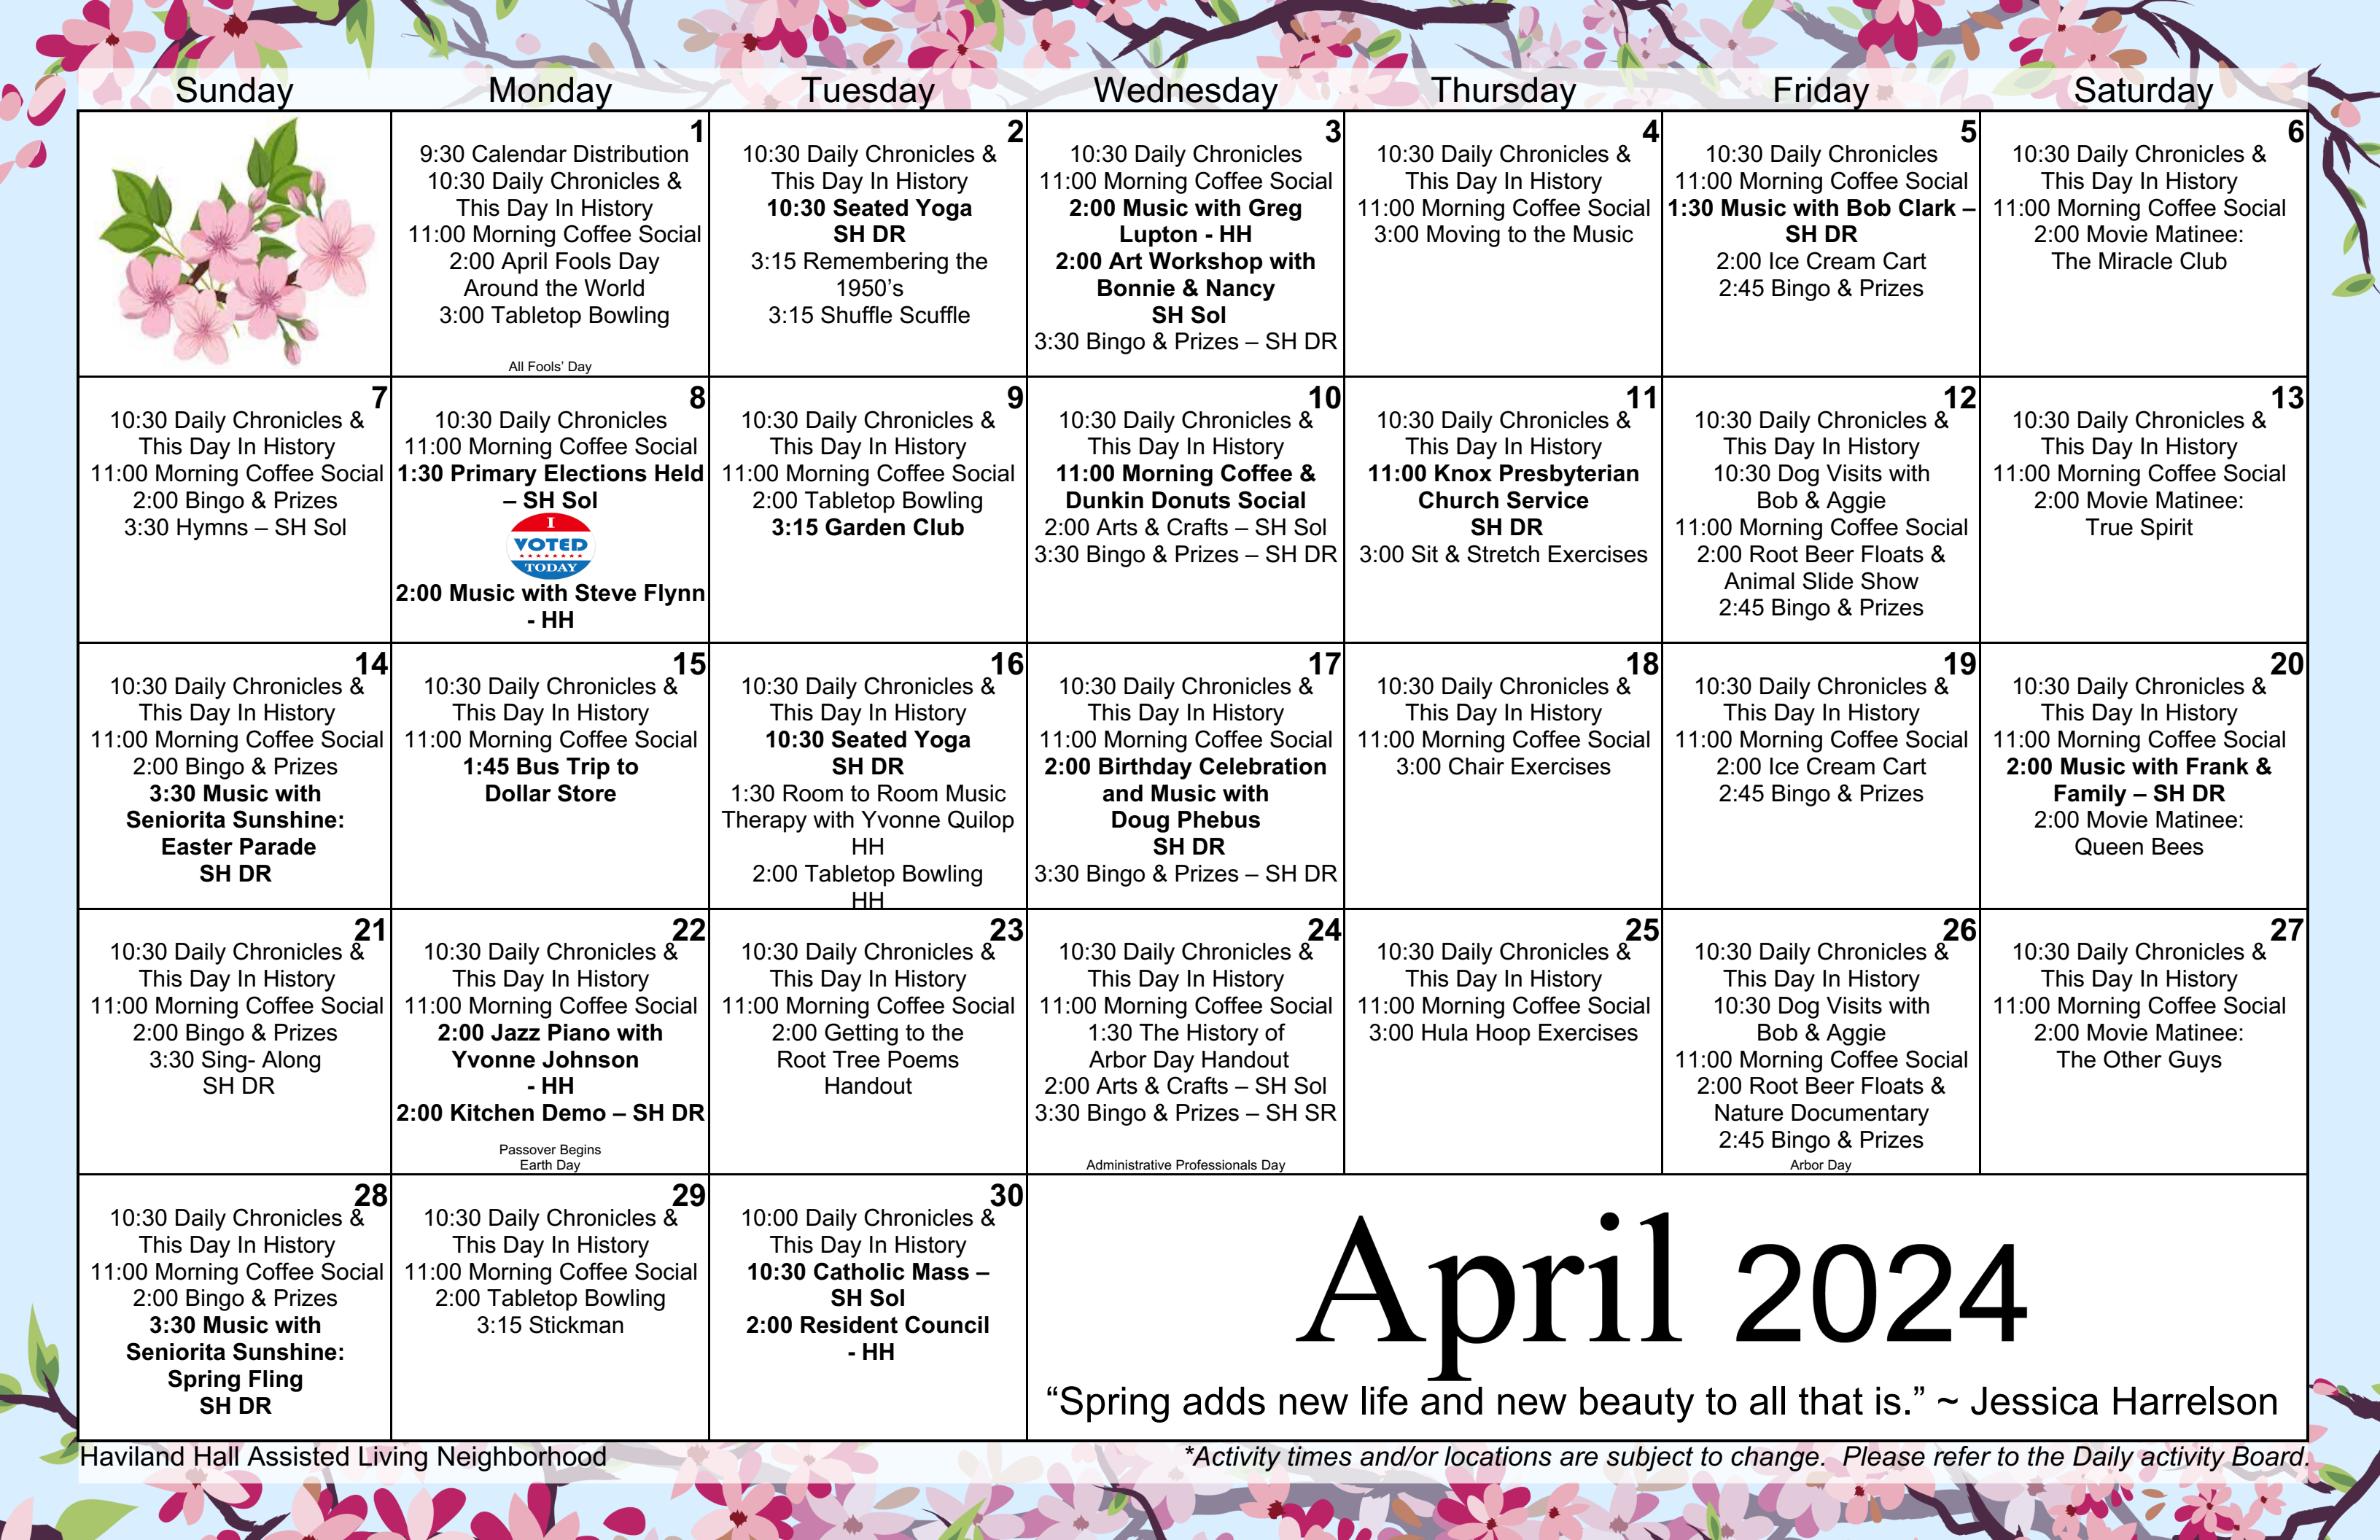 Sunday Monday Tuesday Wednesday Thursday Friday Saturday
1
9:30 Calendar Distribution
10:30 Daily Chronicles &
This Day In History
11:00 Morning Coffee Social
2:00 April Fools Day
Around the World
3:00 Tabletop Bowling
All Fools' Day
2
10:30 Daily Chronicles &
This Day In History
10:30 Seated Yoga
SH DR
3:15 Remembering the
1950's
3:15 Shuffle Scuffle
3
10:30 Daily Chronicles
11:00 Morning Coffee Social
2:00 Music with Greg
Lupton - HH
2:00 Art Workshop with
Bonnie & Nancy
SH Sol
3:30 Bingo & Prizes – SH DR
4
10:30 Daily Chronicles &
This Day In History
11:00 Morning Coffee Social
3:00 Moving to the Music
5
10:30 Daily Chronicles
11:00 Morning Coffee Social
1:30 Music with Bob Clark –
SH DR
2:00 Ice Cream Cart
2:45 Bingo & Prizes
6
10:30 Daily Chronicles &
This Day In History
11:00 Morning Coffee Social
2:00 Movie Matinee:
The Miracle Club
7
10:30 Daily Chronicles &
This Day In History
11:00 Morning Coffee Social
2:00 Bingo & Prizes
3:30 Hymns – SH Sol
8
10:30 Daily Chronicles
11:00 Morning Coffee Social
1:30 Primary Elections Held
– SH Sol
I
VOTED
TODAY
2:00 Music with Steve Flynn
- HH
9
10:30 Daily Chronicles &
This Day In History
11:00 Morning Coffee Social
2:00 Tabletop Bowling
3:15 Garden Club
10
10:30 Daily Chronicles &
This Day In History
11:00 Morning Coffee &
Dunkin Donuts Social
2:00 Arts & Crafts – SH Sol
3:30 Bingo & Prizes – SH DR
11
10:30 Daily Chronicles &
This Day In History
11:00 Knox Presbyterian
Church Service
SH DR
3:00 Sit & Stretch Exercises
12
10:30 Daily Chronicles &
This Day In History
10:30 Dog Visits with
Bob & Aggie
11:00 Morning Coffee Social
2:00 Root Beer Floats &
Animal Slide Show
2:45 Bingo & Prizes
13
10:30 Daily Chronicles &
This Day In History
11:00 Morning Coffee Social
2:00 Movie Matinee:
True Spirit
14
10:30 Daily Chronicles &
This Day In History
11:00 Morning Coffee Social
2:00 Bingo & Prizes
3:30 Music with
Seniorita Sunshine:
Easter Parade
SH DR
15
10:30 Daily Chronicles &
This Day In History
11:00 Morning Coffee Social
1:45 Bus Trip to
Dollar Store
16
10:30 Daily Chronicles &
This Day In History
10:30 Seated Yoga
SH DR
1:30 Room to Room Music
Therapy with Yvonne Quilop
HH
2:00 Tabletop Bowling
HH
17
10:30 Daily Chronicles &
This Day In History
11:00 Morning Coffee Social
2:00 Birthday Celebration
and Music with
Doug Phebus
SH DR
3:30 Bingo & Prizes – SH DR
18
10:30 Daily Chronicles &
This Day In History
11:00 Morning Coffee Social
3:00 Chair Exercises
19
10:30 Daily Chronicles &
This Day In History
11:00 Morning Coffee Social
2:00 Ice Cream Cart
2:45 Bingo & Prizes
20
10:30 Daily Chronicles &
This Day In History
11:00 Morning Coffee Social
2:00 Music with Frank &
Family – SH DR
2:00 Movie Matinee:
Queen Bees
21
10:30 Daily Chronicles &
This Day In History
11:00 Morning Coffee Social
2:00 Bingo & Prizes
3:30 Sing- Along
SH DR
22
10:30 Daily Chronicles &
This Day In History
11:00 Morning Coffee Social
2:00 Jazz Piano with
Yvonne Johnson
- HH
2:00 Kitchen Demo – SH DR
Passover Begins
Earth Day
23
10:30 Daily Chronicles &
This Day In History
11:00 Morning Coffee Social
2:00 Getting to the
Root Tree Poems
Handout
24
10:30 Daily Chronicles &
This Day In History
11:00 Morning Coffee Social
1:30 The History of
Arbor Day Handout
2:00 Arts & Crafts – SH Sol
3:30 Bingo & Prizes – SH SR
Administrative Professionals Day
25
10:30 Daily Chronicles &
This Day In History
11:00 Morning Coffee Social
3:00 Hula Hoop Exercises
26
10:30 Daily Chronicles &
This Day In History
10:30 Dog Visits with
Bob & Aggie
11:00 Morning Coffee Social
2:00 Root Beer Floats &
Nature Documentary
2:45 Bingo & Prizes
Arbor Day
27
10:30 Daily Chronicles &
This Day In History
11:00 Morning Coffee Social
2:00 Movie Matinee:
The Other Guys
28
10:30 Daily Chronicles &
This Day In History
11:00 Morning Coffee Social
2:00 Bingo & Prizes
3:30 Music with
Seniorita Sunshine:
Spring Fling
SH DR
29
10:30 Daily Chronicles &
This Day In History
11:00 Morning Coffee Social
2:00 Tabletop Bowling
3:15 Stickman
30
10:00 Daily Chronicles &
This Day In History
10:30 Catholic Mass –
SH Sol
2:00 Resident Council
- HH
April 2024
“Spring adds new life and new beauty to all that is.” ~ Jessica Harrelson
Haviland Hall Assisted Living Neighborhood
*Activity times and/or locations are subject to change. Please refer to the Daily activity Board.